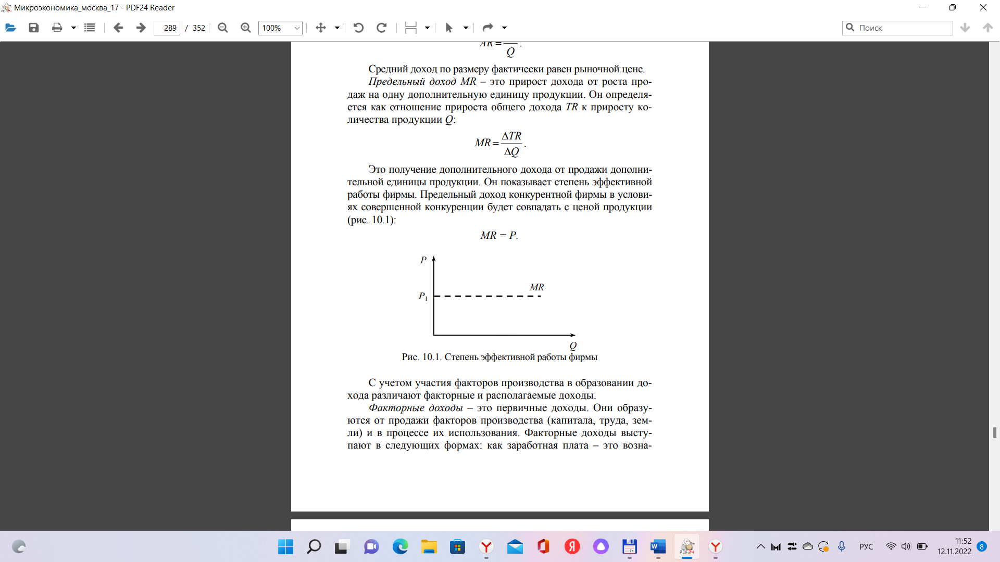 Микроэкономика_москва_17 - PDF24 Reader
289 / 352
100%
Поиск
AR = Q .
Средний доход по размеру фактически равен рыночной цене.
Предельный доход MR – это прирост дохода от роста про-
даж на одну дополнительную единицу продукции. Он определя-
ется как отношение прироста общего дохода TR к приросту ко-
личества продукции Q:
MR = ΔTR / ΔQ .
Это получение дополнительного дохода от продажи дополни-
тельной единицы продукции. Он показывает степень эффективной
работы фирмы. Предельный доход конкурентной фирмы в услови-
ях совершенной конкуренции будет совпадать с ценой продукции
(рис. 10.1):
MR = P.
P
MR
P1
Q
Рис. 10.1. Степень эффективной работы фирмы
С учетом участия факторов производства в образовании до-
хода различают факторные и располагаемые доходы.
Факторные доходы – это первичные доходы. Они образу-
ются от продажи факторов производства (капитала, труда, зем-
ли) и в процессе их использования. Факторные доходы высту-
пают в следующих формах: как заработная плата – это возна-
РУС
11:52
12.11.2022
8